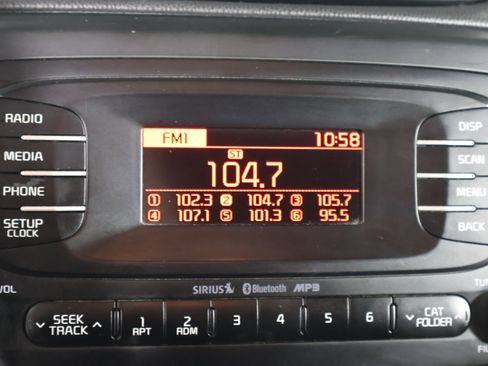 RADIO
MEDIA
PHONE
SETUP
CLOCK
FM1 10:58
ST
104.7
1 102.3 2 104.7 3 105.7
4 107.1 5 101.3 6 95.5
DISP
SCAN
MENU
BACK
VOL
SIRIUS Bluetooth MP3
SEEK
TRACK
1
RPT
2
RDM
3
4
5
6
CAT
FOLDER